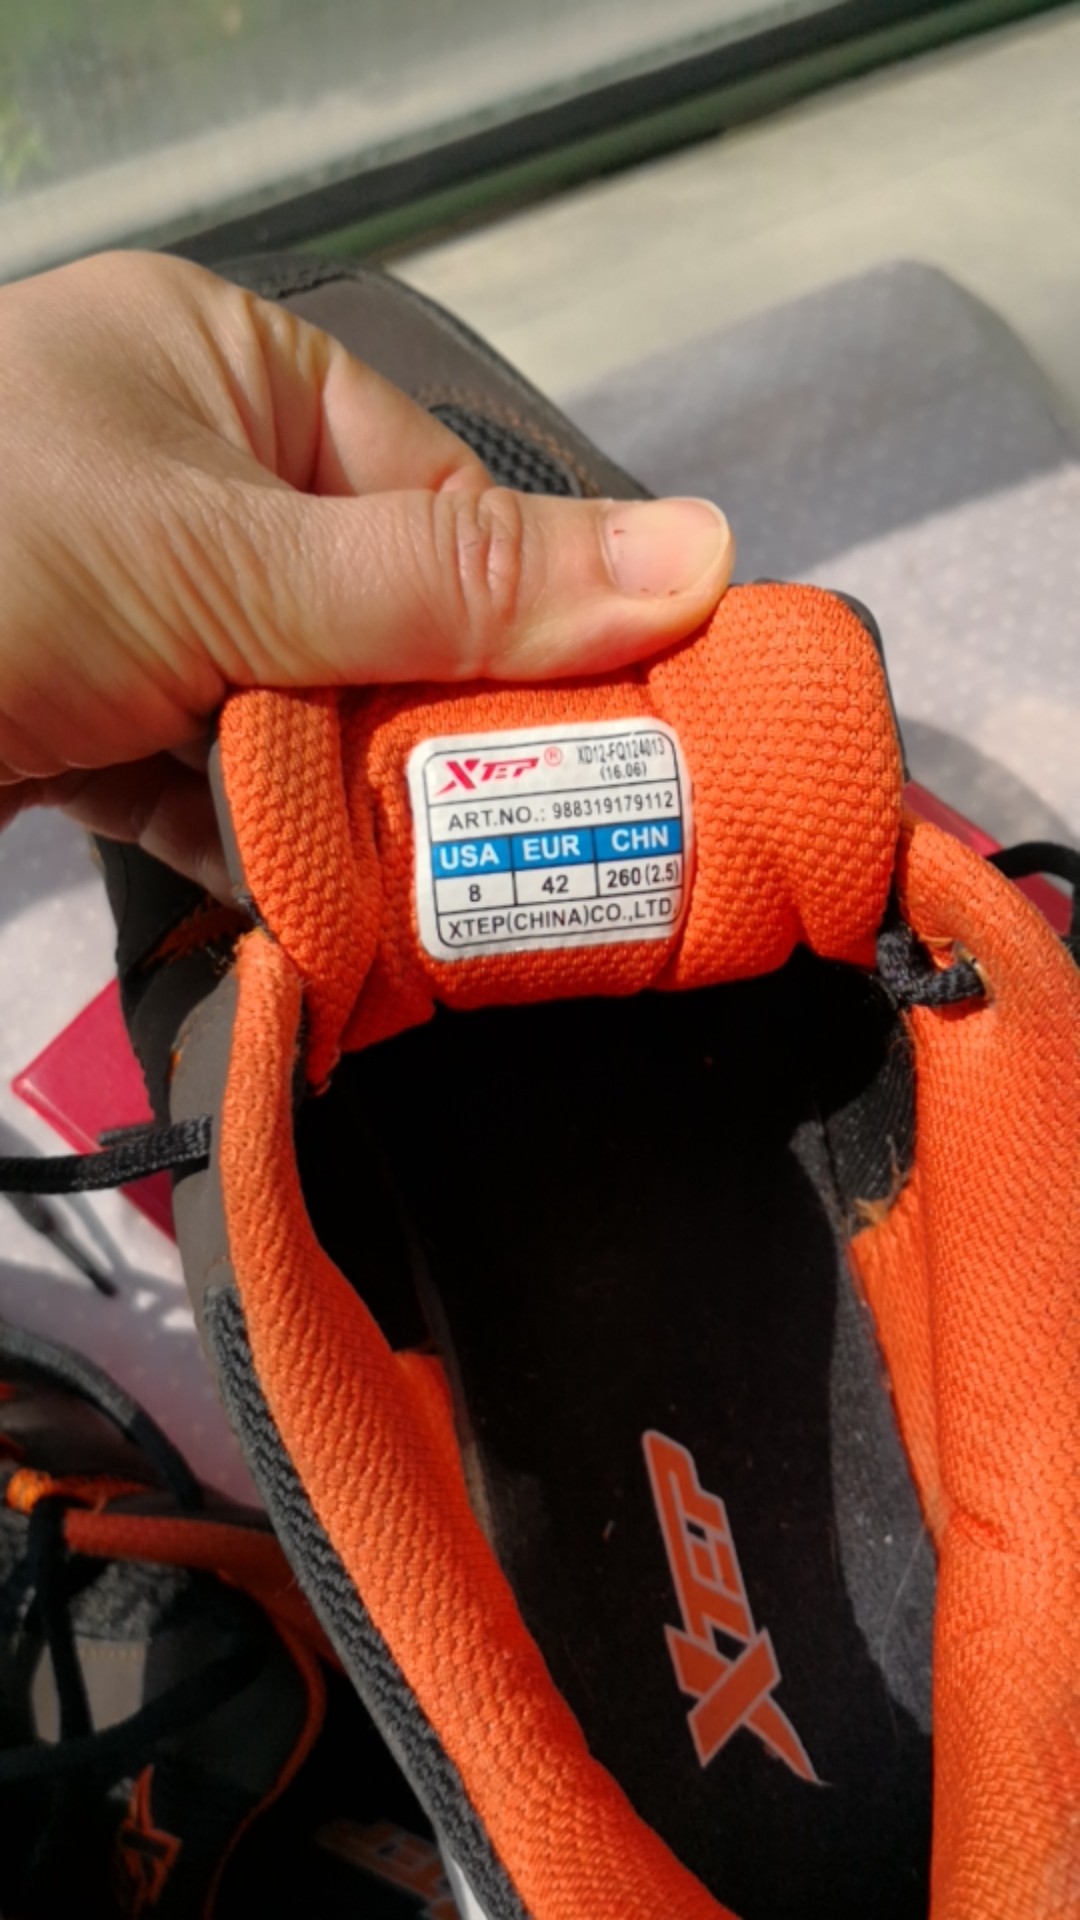 XTEP® XD12-FQ124013
(16.06)
ART.NO.: 988319179112
USA EUR CHN
8 42 260(2.5)
XTEP(CHINA)CO.,LTD
XTEP